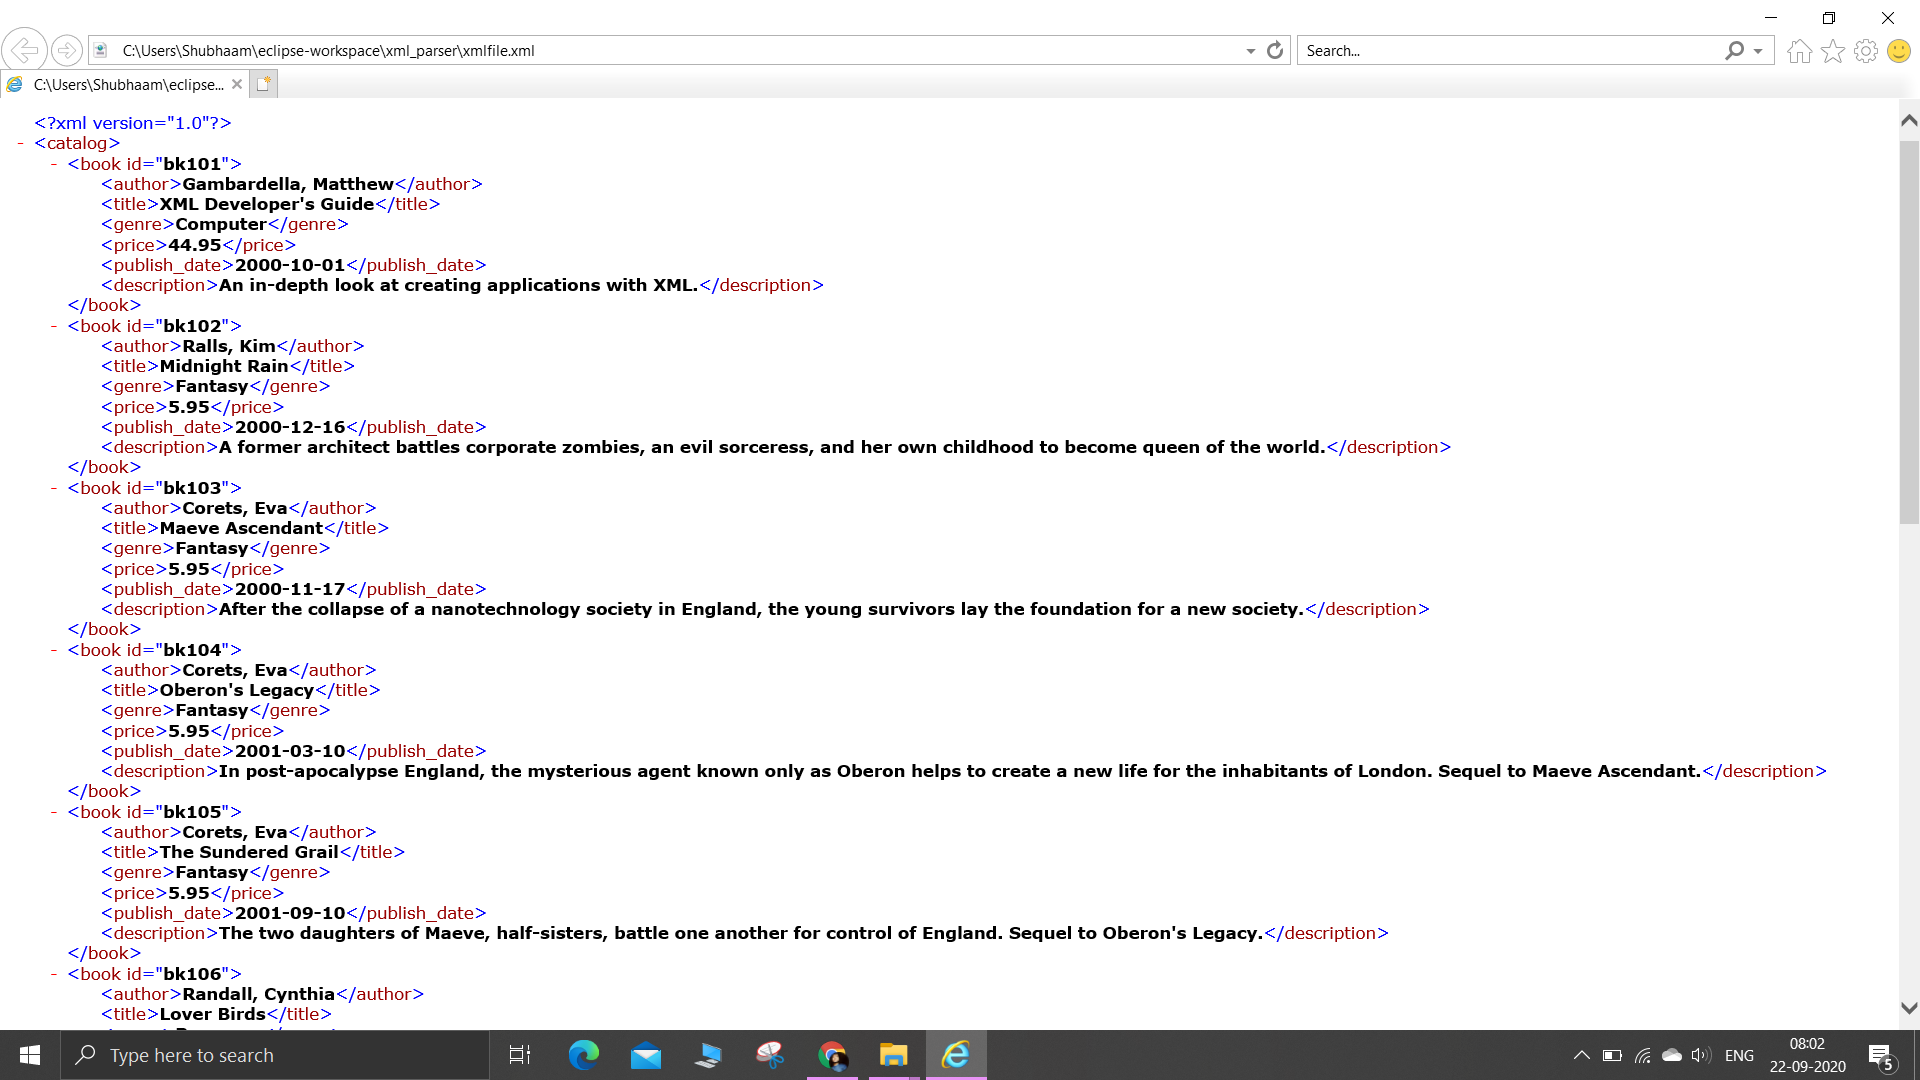 C:\Users\Shubhaam\eclipse-workspace\xml_parser\xmlfile.xml
Search...
C:\Users\Shubhaam\eclipse...
<?xml version="1.0"?>
- <catalog>
- <book id="bk101">
<author>Gambardella, Matthew</author>
<title>XML Developer's Guide</title>
<genre>Computer</genre>
<price>44.95</price>
<publish_date>2000-10-01</publish_date>
<description>An in-depth look at creating applications with XML.</description>
</book>
- <book id="bk102">
<author>Ralls, Kim</author>
<title>Midnight Rain</title>
<genre>Fantasy</genre>
<price>5.95</price>
<publish_date>2000-12-16</publish_date>
<description>A former architect battles corporate zombies, an evil sorceress, and her own childhood to become queen of the world.</description>
</book>
- <book id="bk103">
<author>Corets, Eva</author>
<title>Maeve Ascendant</title>
<genre>Fantasy</genre>
<price>5.95</price>
<publish_date>2000-11-17</publish_date>
<description>After the collapse of a nanotechnology society in England, the young survivors lay the foundation for a new society.</description>
</book>
- <book id="bk104">
<author>Corets, Eva</author>
<title>Oberon's Legacy</title>
<genre>Fantasy</genre>
<price>5.95</price>
<publish_date>2001-03-10</publish_date>
<description>In post-apocalypse England, the mysterious agent known only as Oberon helps to create a new life for the inhabitants of London. Sequel to Maeve Ascendant.</description>
</book>
- <book id="bk105">
<author>Corets, Eva</author>
<title>The Sundered Grail</title>
<genre>Fantasy</genre>
<price>5.95</price>
<publish_date>2001-09-10</publish_date>
<description>The two daughters of Maeve, half-sisters, battle one another for control of England. Sequel to Oberon's Legacy.</description>
</book>
- <book id="bk106">
<author>Randall, Cynthia</author>
<title>Lover Birds</title>
Type here to search
ENG
08:02
22-09-2020
5